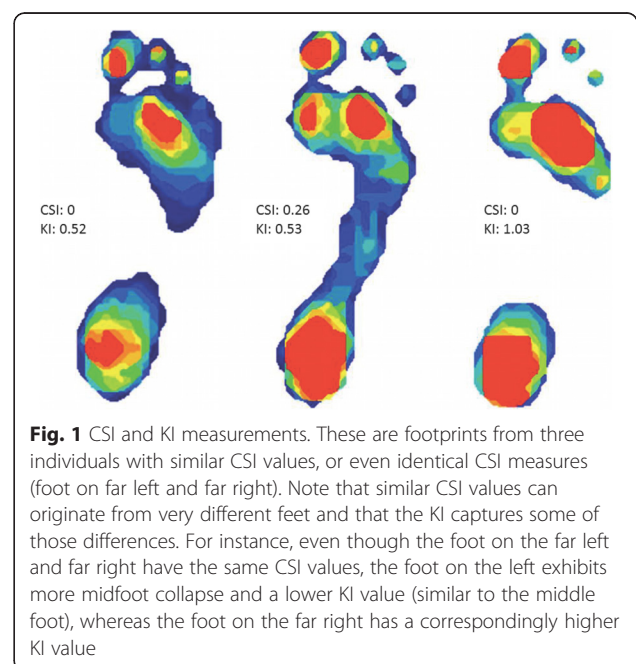 CSI: 0
KI: 0.52
CSI: 0.26
KI: 0.53
CSI: 0
KI: 1.03
Fig. 1 CSI and KI measurements. These are footprints from three
individuals with similar CSI values, or even identical CSI measures
(foot on far left and far right). Note that similar CSI values can
originate from very different feet and that the KI captures some of
those differences. For instance, even though the foot on the far left
and far right have the same CSI values, the foot on the left exhibits
more midfoot collapse and a lower KI value (similar to the middle
foot), whereas the foot on the far right has a correspondingly higher
KI value